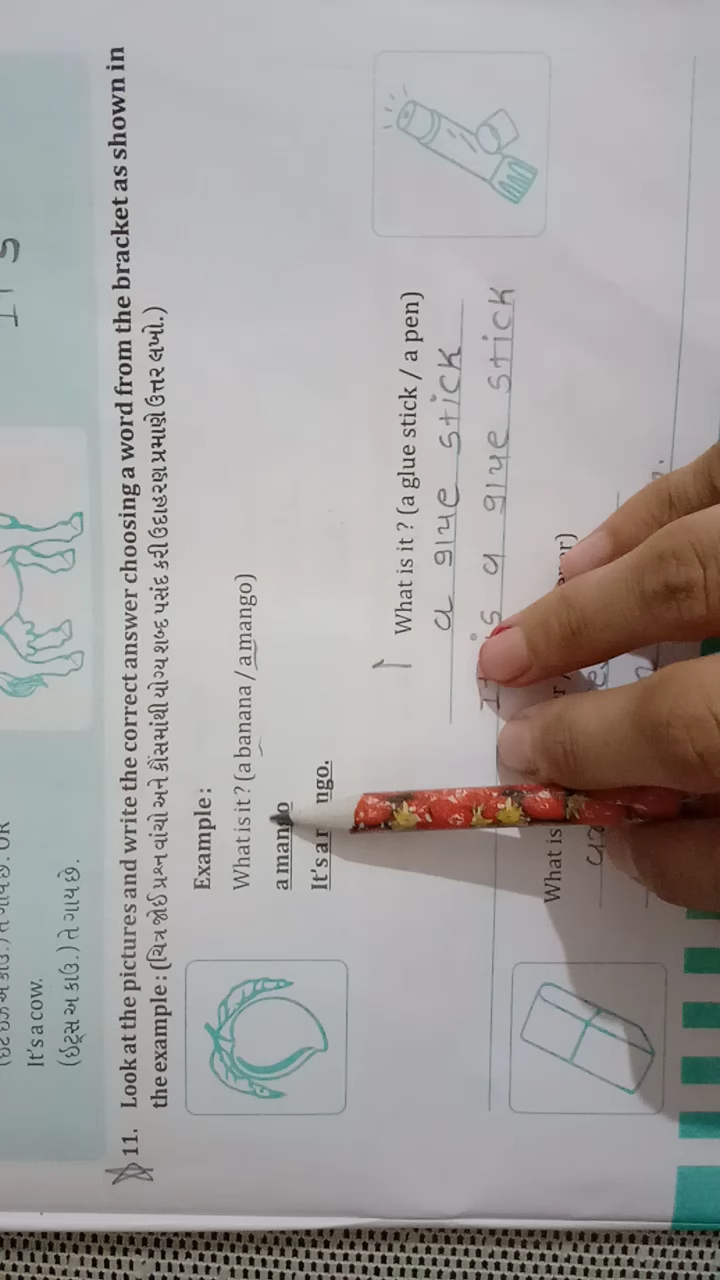 It's
It's a cow.
(ઇટ્સ અ કાઉ.) તે ગાય છે.
11. Look at the pictures and write the correct answer choosing a word from the bracket as shown in
the example : (ચિત્ર જોઈ પ્રશ્ન વાંચો અને કૌંસમાંથી યોગ્ય શબ્દ પસંદ કરી ઉદાહરણ પ્રમાણે ઉત્તર લખો.)
Example :
What is it ? (a banana / a mango)
a mango
What is it ? (a glue stick / a pen)
a glue stick
is a glue stick
What is